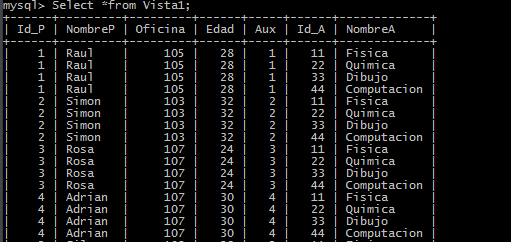 mysql> Select *from Vista1;
| Id_P | NombreP | Oficina | Edad | Aux | Id_A | NombreA |
| 1 | Raul | 105 | 28 | 1 | 11 | Fisica |
| 1 | Raul | 105 | 28 | 1 | 22 | Quimica |
| 1 | Raul | 105 | 28 | 1 | 33 | Dibujo |
| 1 | Raul | 105 | 28 | 1 | 44 | Computacion |
| 2 | Simon | 103 | 32 | 2 | 11 | Fisica |
| 2 | Simon | 103 | 32 | 2 | 22 | Quimica |
| 2 | Simon | 103 | 32 | 2 | 33 | Dibujo |
| 2 | Simon | 103 | 32 | 2 | 44 | Computacion |
| 3 | Rosa | 107 | 24 | 3 | 11 | Fisica |
| 3 | Rosa | 107 | 24 | 3 | 22 | Quimica |
| 3 | Rosa | 107 | 24 | 3 | 33 | Dibujo |
| 3 | Rosa | 107 | 24 | 3 | 44 | Computacion |
| 4 | Adrian | 107 | 30 | 4 | 11 | Fisica |
| 4 | Adrian | 107 | 30 | 4 | 22 | Quimica |
| 4 | Adrian | 107 | 30 | 4 | 33 | Dibujo |
| 4 | Adrian | 107 | 30 | 4 | 44 | Computacion |